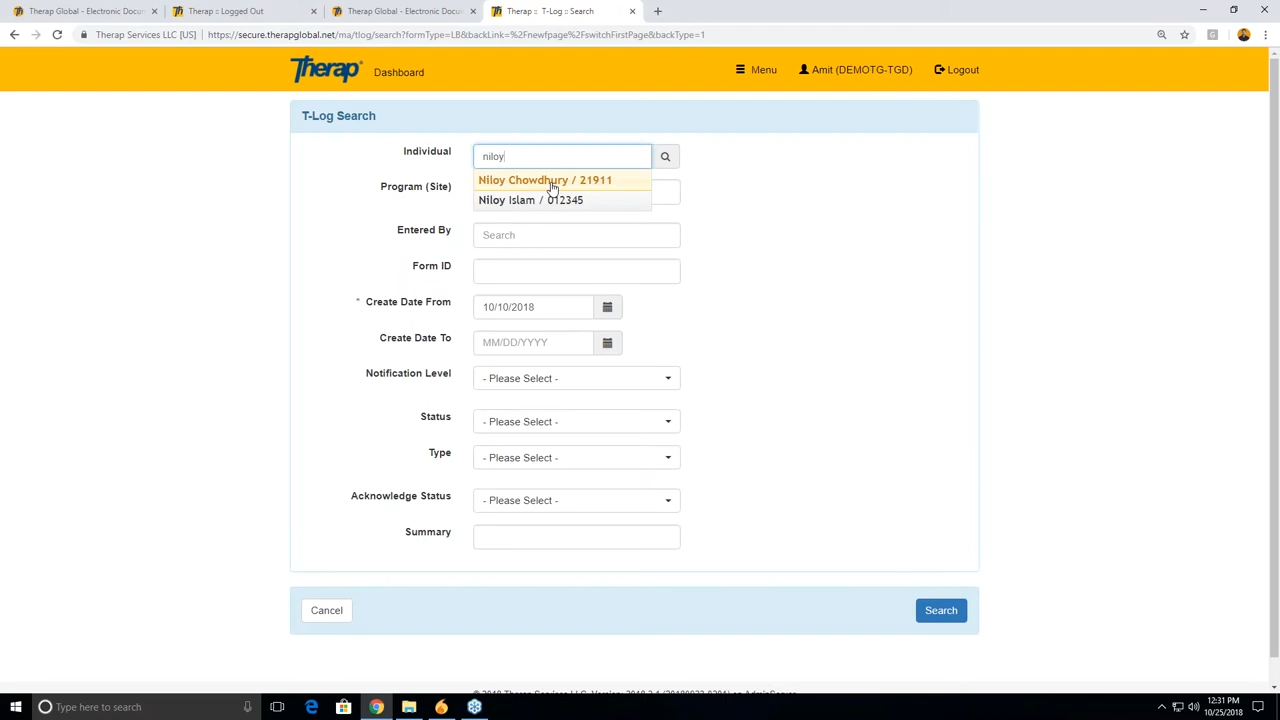 Therap Global - Electronic Docum
Therap :: Logged Out
Therap Global - Electronic Docum
Therap :: T-Log :: Search
Therap Services LLC [US]
https://secure.therapglobal.net/ma/tlog/search?formType=LB&backLink=%2Fnewfpage%2FswitchFirstPage&backType=1
Therap
Dashboard
Menu
Amit (DEMOTG-TGD)
Logout
T-Log Search
Individual
niloy
Niloy Chowdhury / 21911
Niloy Islam / 012345
Program (Site)
Entered By
Search
Form ID
* Create Date From
10/10/2018
Create Date To
MM/DD/YYYY
Notification Level
- Please Select -
Status
- Please Select -
Type
- Please Select -
Acknowledge Status
- Please Select -
Summary
Cancel
Search
Type here to search
12:31 PM
10/25/2018